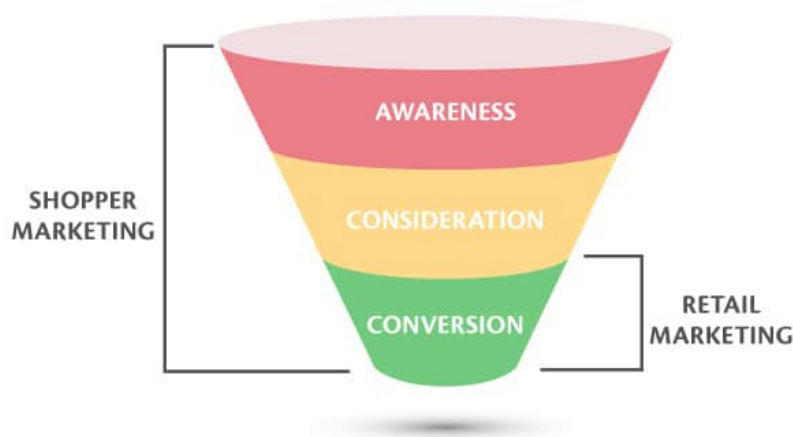 AWARENESS
SHOPPER
MARKETING
CONSIDERATION
CONVERSION
RETAIL
MARKETING